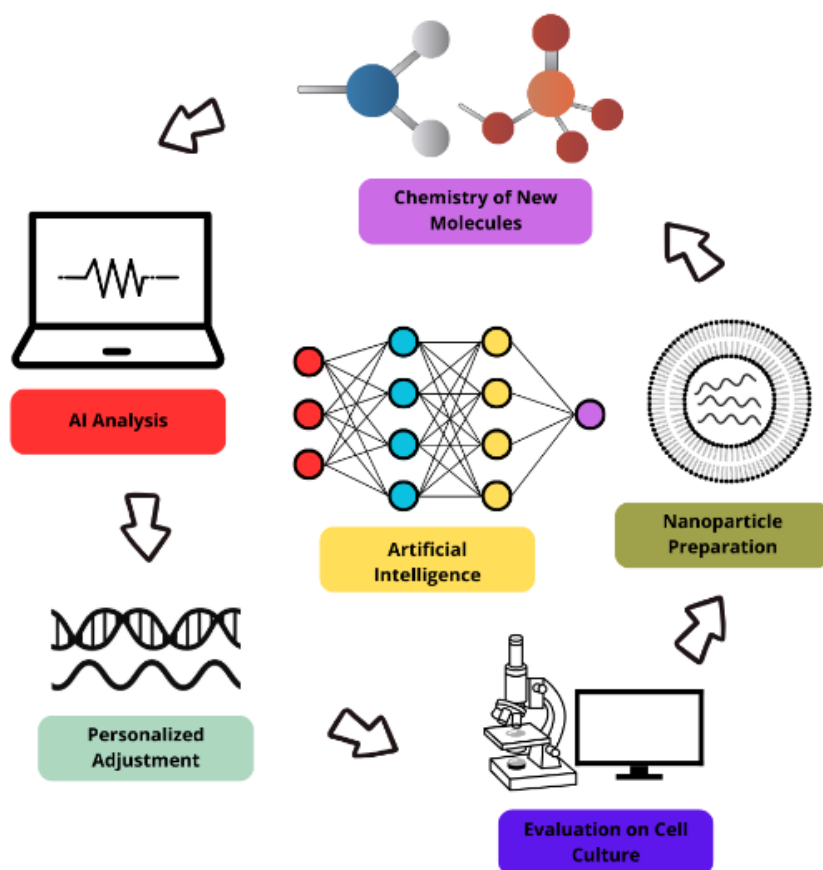 Chemistry of New
Molecules
AI Analysis
Artificial
Intelligence
Nanoparticle
Preparation
Personalized
Adjustment
Evaluation on Cell
Culture